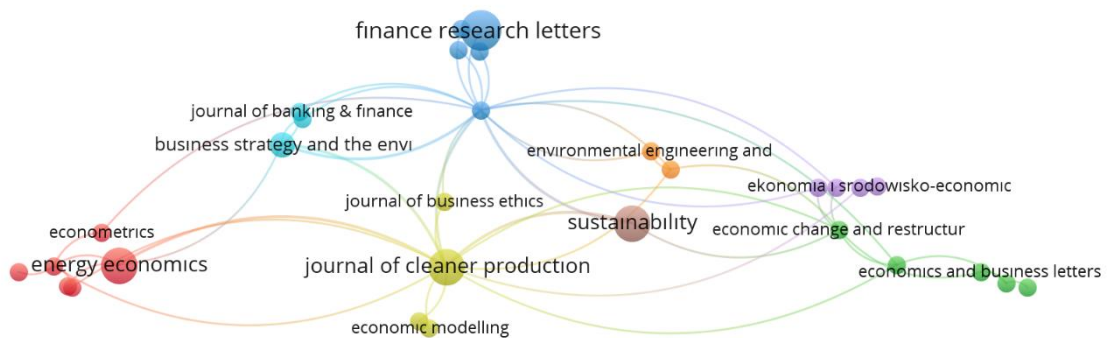 finance research letters
journal of banking & finance
business strategy and the envi
environmental engineering and
ekonomia i srodowisko-economic
journal of business ethics
sustainability
economic change and restructur
econometrics
energy economics
journal of cleaner production
economics and business letters
economic modelling